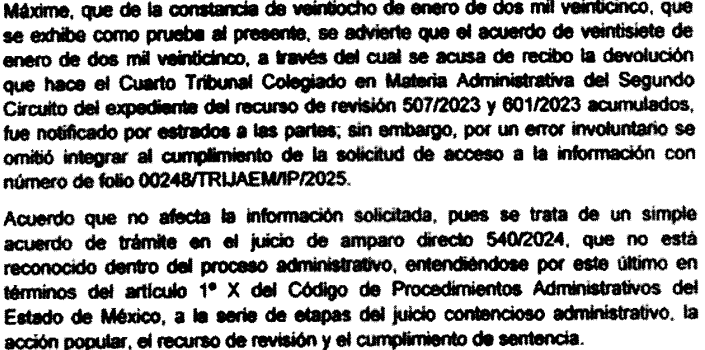 Máxime, que de la constancia de veintiocho de enero de dos mil veinticinco, que
se exhibe como prueba al presente, se advierte que el acuerdo de veintisiete de
enero de dos mil veinticinco, a través del cual se acusa de recibo la devolución
que hace el Cuarto Tribunal Colegiado en Materia Administrativa del Segundo
Circuito del expediente del recurso de revisión 507/2023 y 601/2023 acumulados,
fue notificado por estrados a las partes; sin embargo, por un error involuntario se
omitió integrar al cumplimiento de la solicitud de acceso a la información con
número de folio 00248/TRIJAEM/IP/2025.
Acuerdo que no afecta la información solicitada, pues se trata de un simple
acuerdo de trámite en el juicio de amparo directo 540/2024, que no está
reconocido dentro del proceso administrativo, entendiéndose por este último en
términos del artículo 1° X del Código de Procedimientos Administrativos del
Estado de México, a la serie de etapas del juicio contencioso administrativo, la
acción popular, el recurso de revisión y el cumplimiento de sentencia.